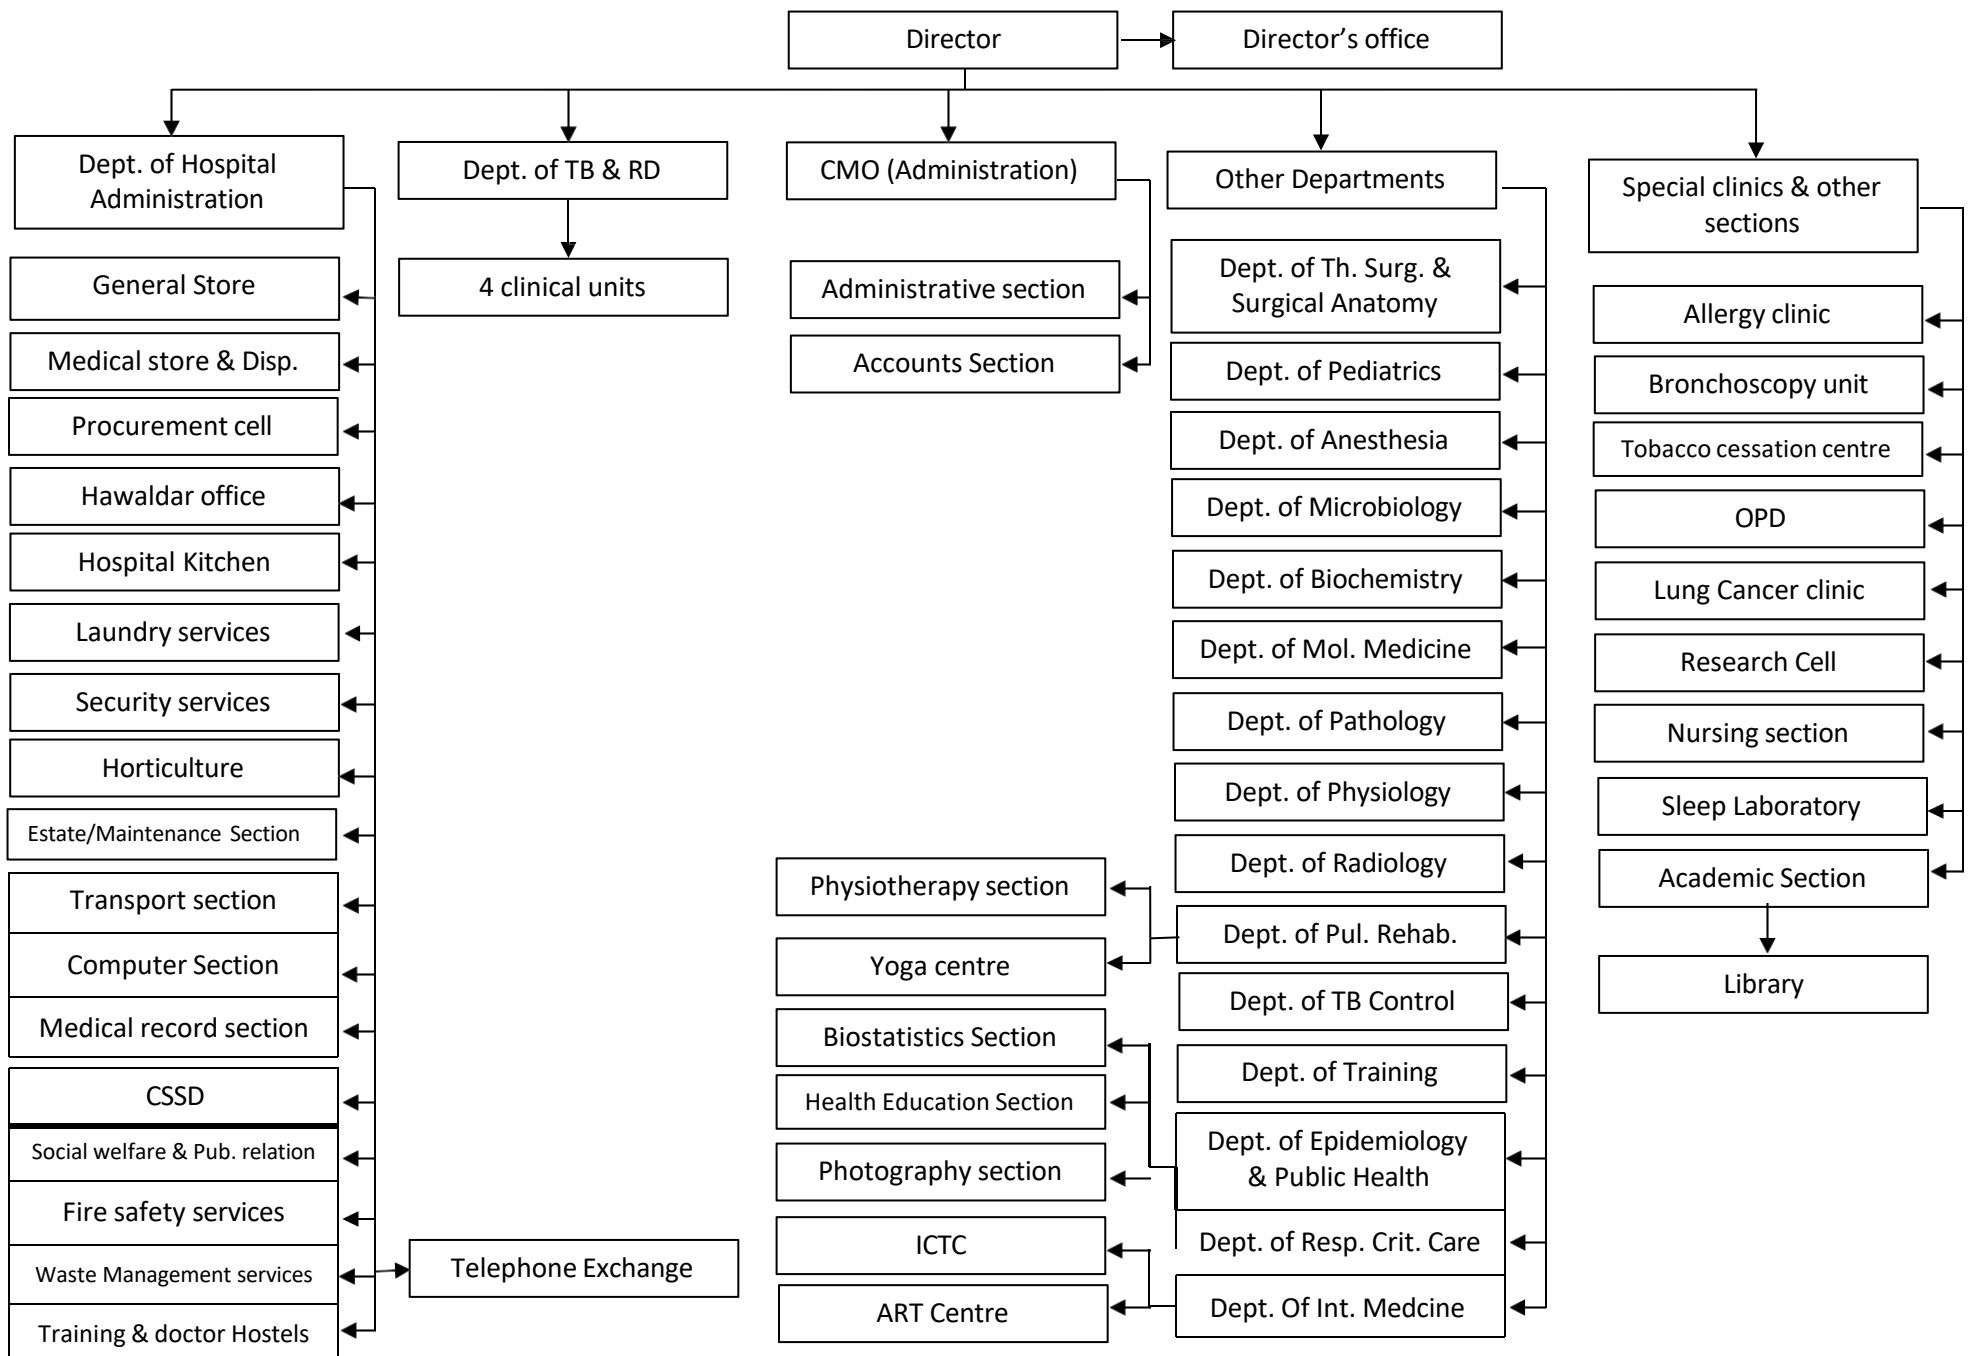 Director
Director’s office
Dept. of Hospital
Administration
Dept. of TB & RD
CMO (Administration)
Other Departments
Special clinics & other
sections
General Store
Medical store & Disp.
Procurement cell
Hawaldar office
Hospital Kitchen
Laundry services
Security services
Horticulture
Estate/Maintenance Section
Transport section
Computer Section
Medical record section
CSSD
Social welfare & Pub. relation
Fire safety services
Waste Management services
Training & doctor Hostels
Telephone Exchange
4 clinical units
Administrative section
Accounts Section
Dept. of Th. Surg. &
Surgical Anatomy
Dept. of Pediatrics
Dept. of Anesthesia
Dept. of Microbiology
Dept. of Biochemistry
Dept. of Mol. Medicine
Dept. of Pathology
Dept. of Physiology
Dept. of Radiology
Dept. of Pul. Rehab.
Dept. of TB Control
Dept. of Training
Dept. of Epidemiology
& Public Health
Dept. of Resp. Crit. Care
Dept. Of Int. Medcine
Physiotherapy section
Yoga centre
Biostatistics Section
Health Education Section
Photography section
ICTC
ART Centre
Allergy clinic
Bronchoscopy unit
Tobacco cessation centre
OPD
Lung Cancer clinic
Research Cell
Nursing section
Sleep Laboratory
Academic Section
Library